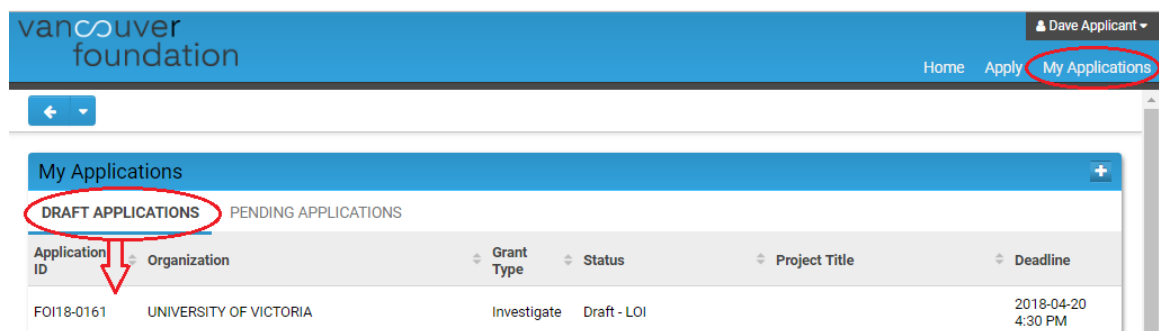 vancouver
foundation
Dave Applicant
Home Apply My Applications
My Applications
DRAFT APPLICATIONS PENDING APPLICATIONS
Application ID Organization Grant Type Status Project Title Deadline
FOI18-0161 UNIVERSITY OF VICTORIA Investigate Draft - LOI 2018-04-20 4:30 PM